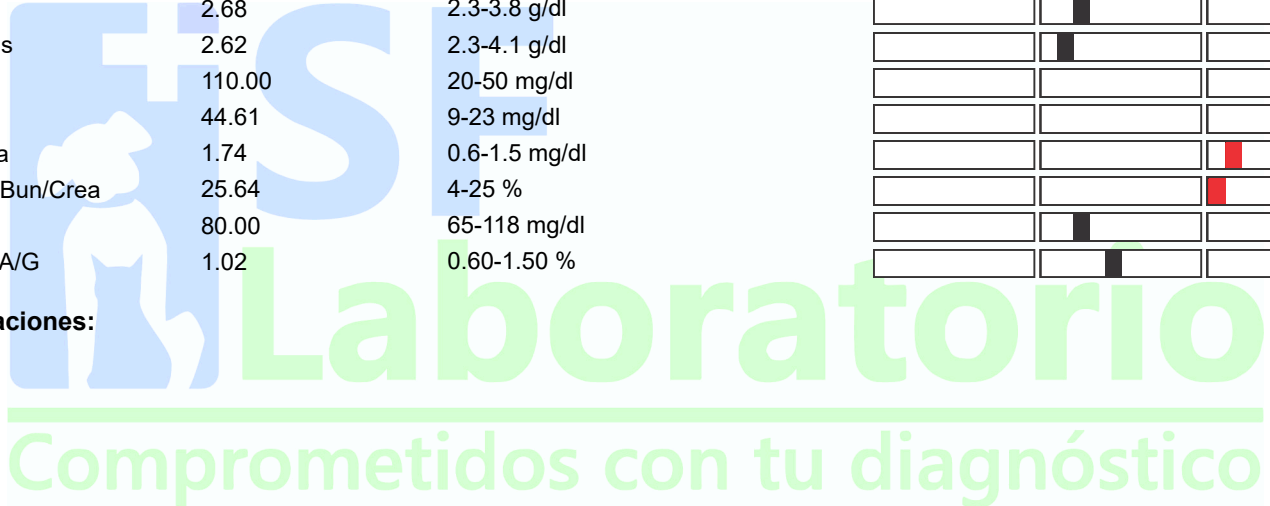 2.68 2.3-3.8 g/dl
s 2.62 2.3-4.1 g/dl
110.00 20-50 mg/dl
44.61 9-23 mg/dl
a 1.74 0.6-1.5 mg/dl
Bun/Crea 25.64 4-25 %
80.00 65-118 mg/dl
A/G 1.02 0.60-1.50 %
aciones:
SF
Laboratorio
Comprometidos con tu diagnóstico